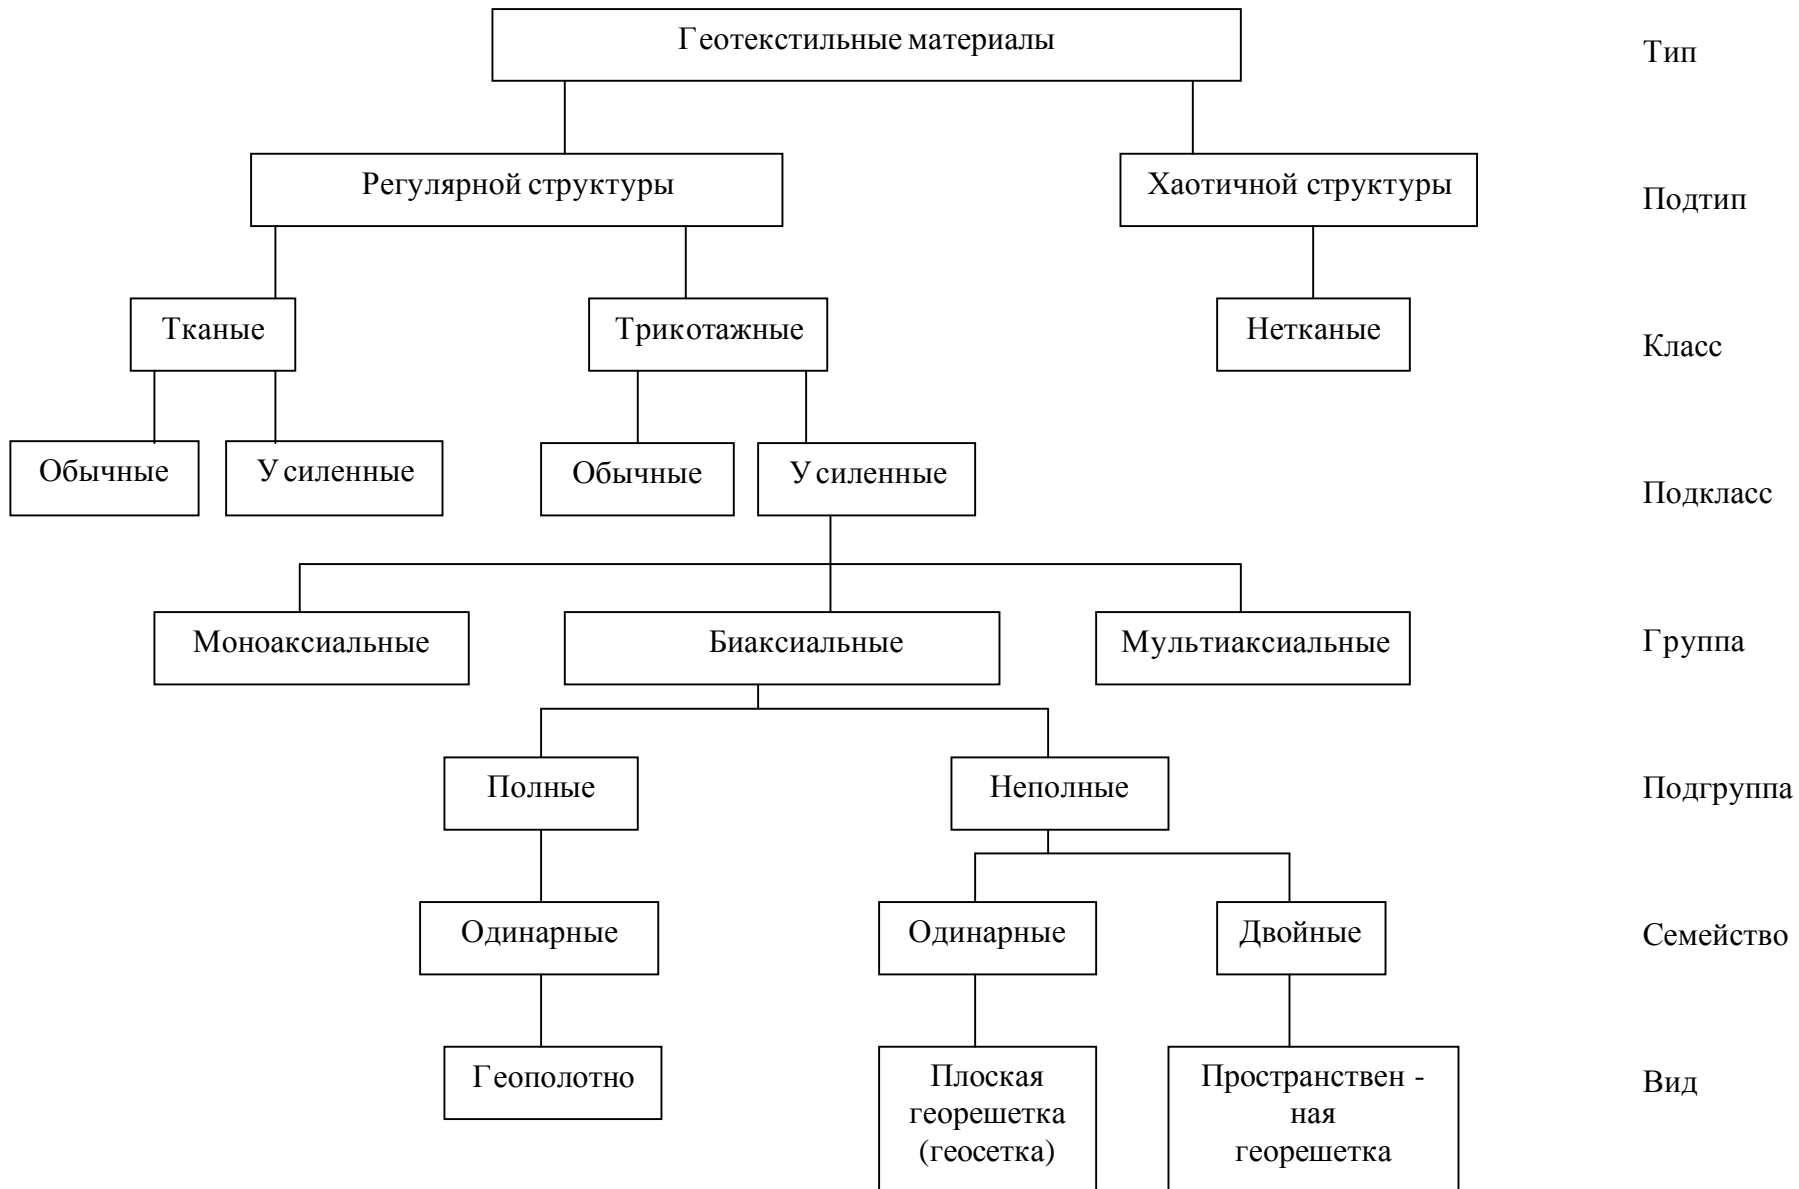 Геотекстильные материалы
Тип
Регулярной структуры
Хаотичной структуры
Подтип
Тканые
Трикотажные
Нетканые
Класс
Обычные
Усиленные
Обычные
Усиленные
Подкласс
Моноаксиальные
Биаксиальные
Мультиаксиальные
Группа
Полные
Неполные
Подгруппа
Одинарные
Одинарные
Двойные
Семейство
Геополотно
Плоская
георешетка
(геосетка)
Пространствен -
ная
георешетка
Вид